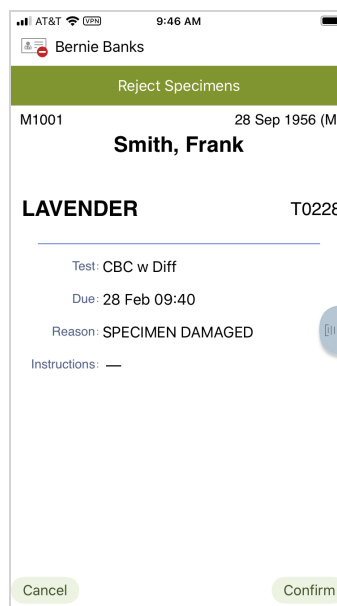 AT&T VPN 9:46 AM
Bernie Banks
Reject Specimens
M1001 28 Sep 1956 (M
Smith, Frank
LAVENDER T0228
Test: CBC w Diff
Due: 28 Feb 09:40
Reason: SPECIMEN DAMAGED
Instructions: —
Cancel Confirm